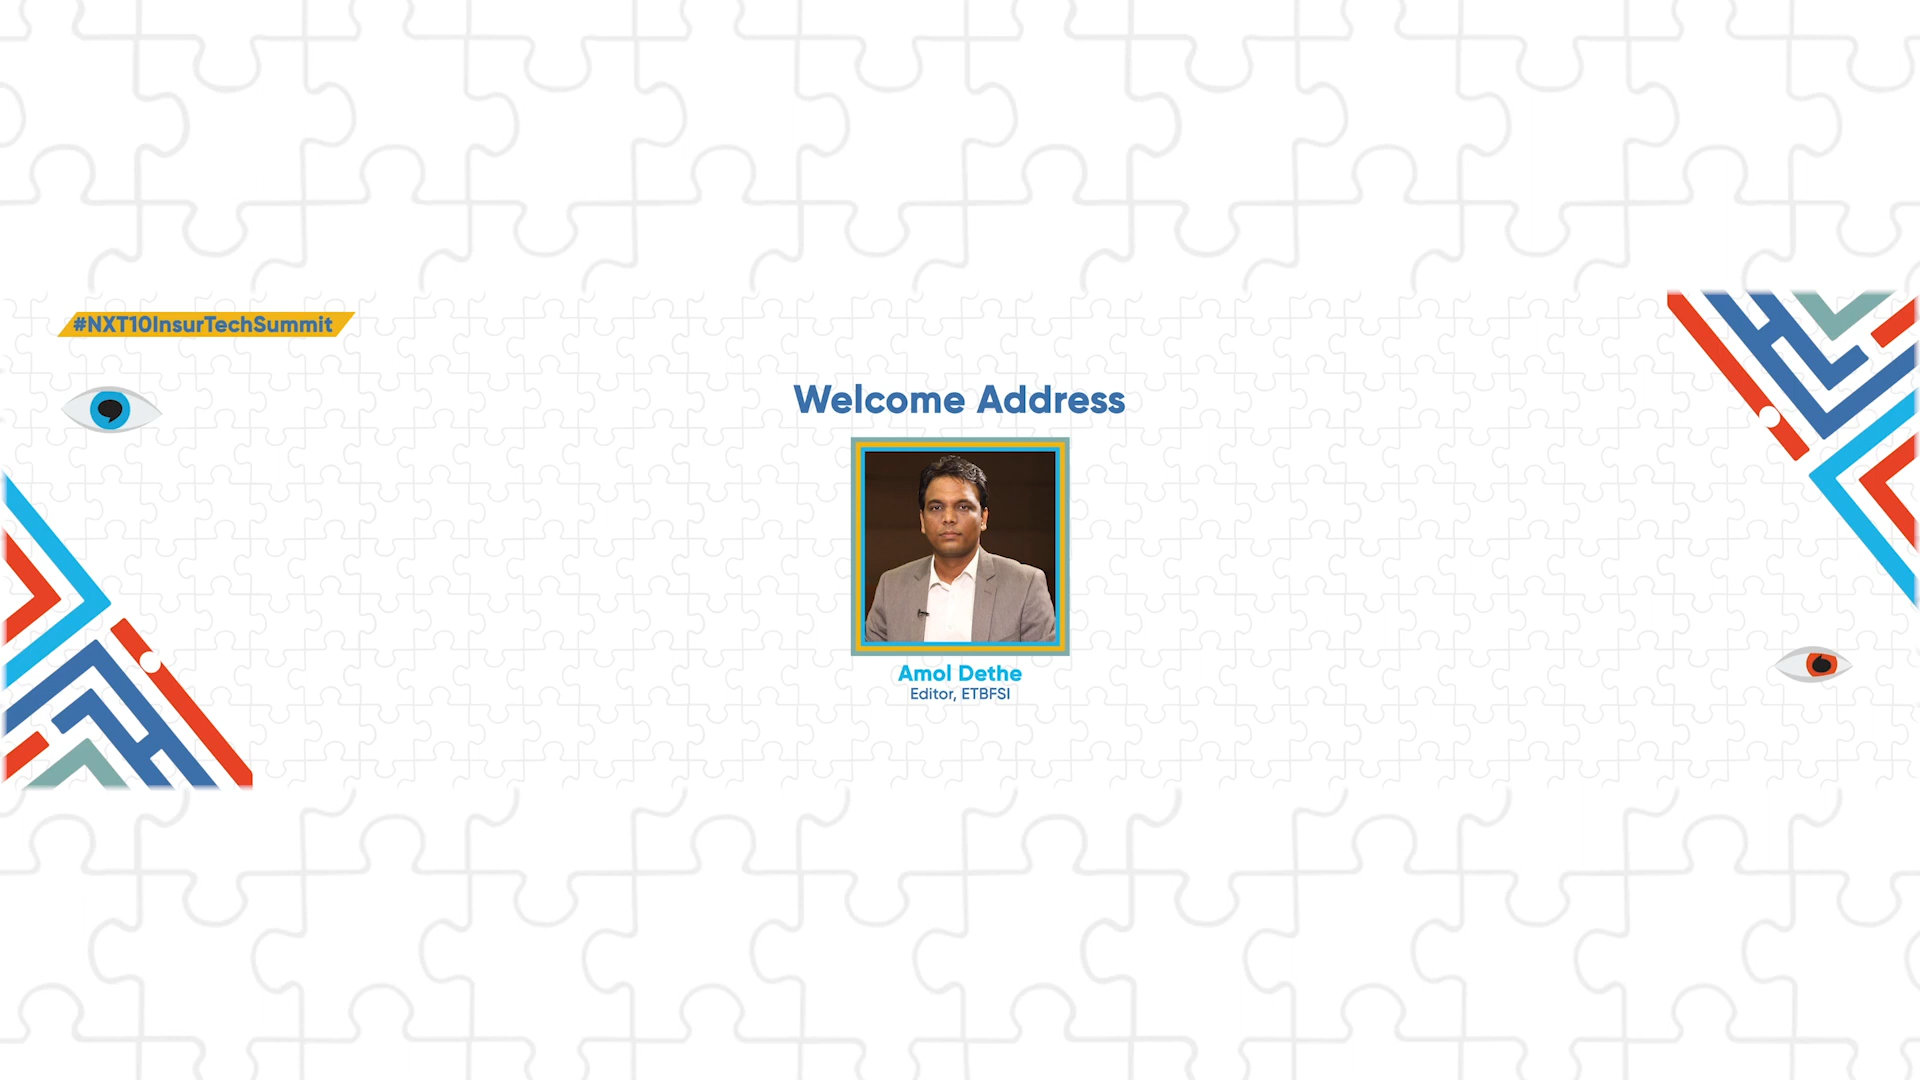 #NXT10InsurTechSummit
Welcome Address
Amol Dethe
Editor, ETBFSI